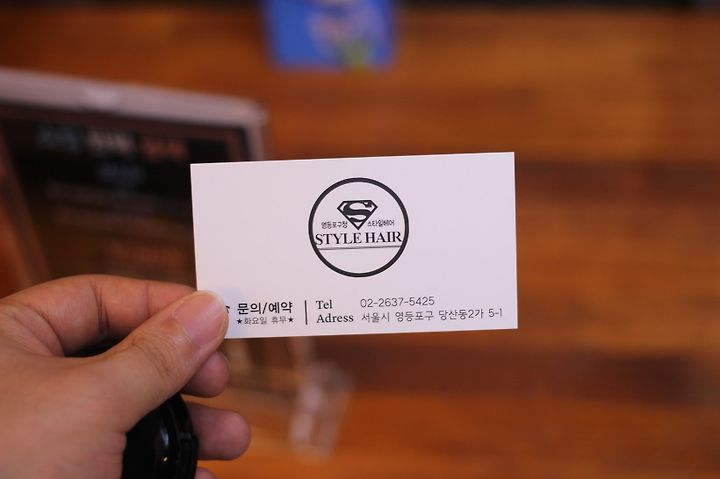 영등포구청 스타일헤어
STYLE HAIR
문의/예약
★화요일 휴무★
Tel 02-2637-5425
Adress 서울시 영등포구 당산동2가 5-1